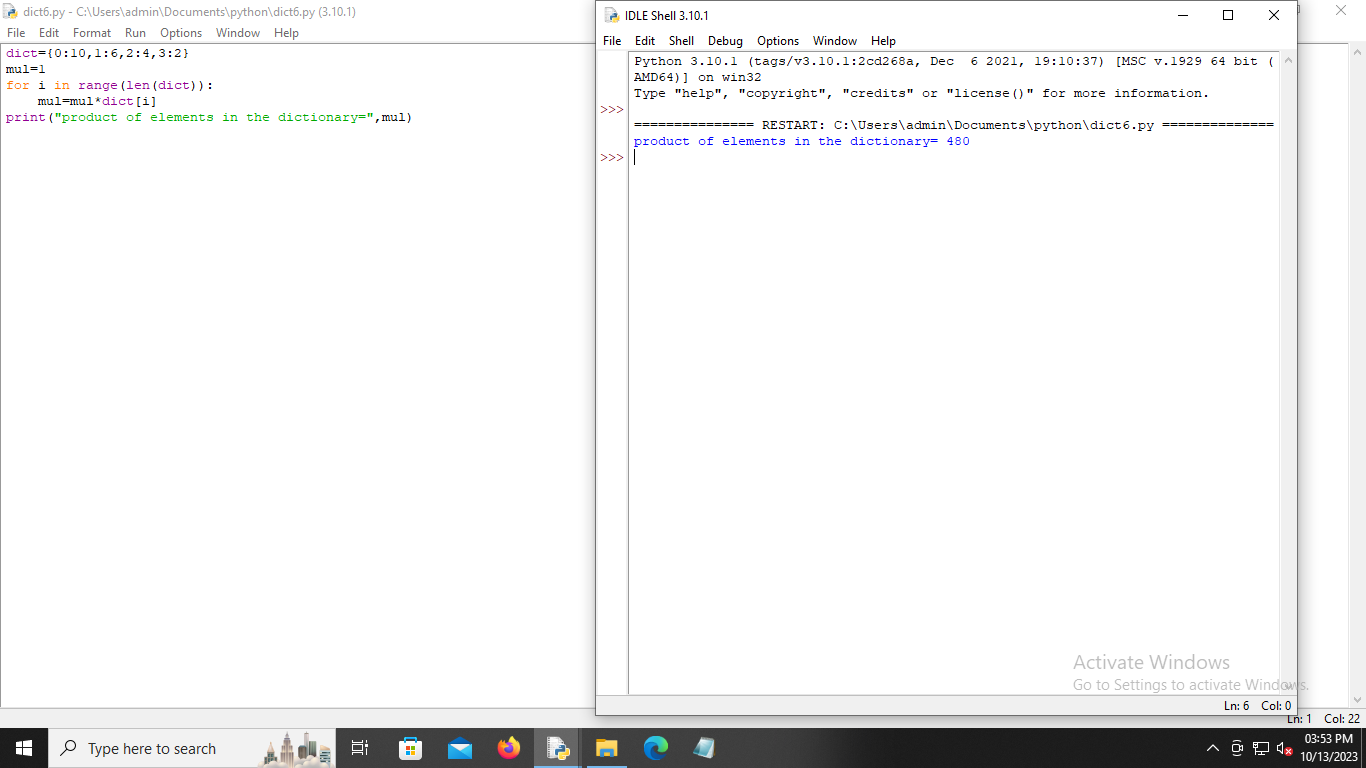 dict6.py - C:\Users\admin\Documents\python\dict6.py (3.10.1)
File Edit Format Run Options Window Help
dict={0:10,1:6,2:4,3:2}
mul=1
for i in range(len(dict)):
    mul=mul*dict[i]
print("product of elements in the dictionary=",mul)
IDLE Shell 3.10.1
File Edit Shell Debug Options Window Help
Python 3.10.1 (tags/v3.10.1:2cd268a, Dec  6 2021, 19:10:37) [MSC v.1929 64 bit (
AMD64)] on win32
Type "help", "copyright", "credits" or "license()" for more information.
>>>
=============== RESTART: C:\Users\admin\Documents\python\dict6.py ==============
product of elements in the dictionary= 480
>>>
Activate Windows
Go to Settings to activate Windows.
Ln: 6 Col: 0
Ln: 1 Col: 22
Type here to search
03:53 PM
10/13/2023